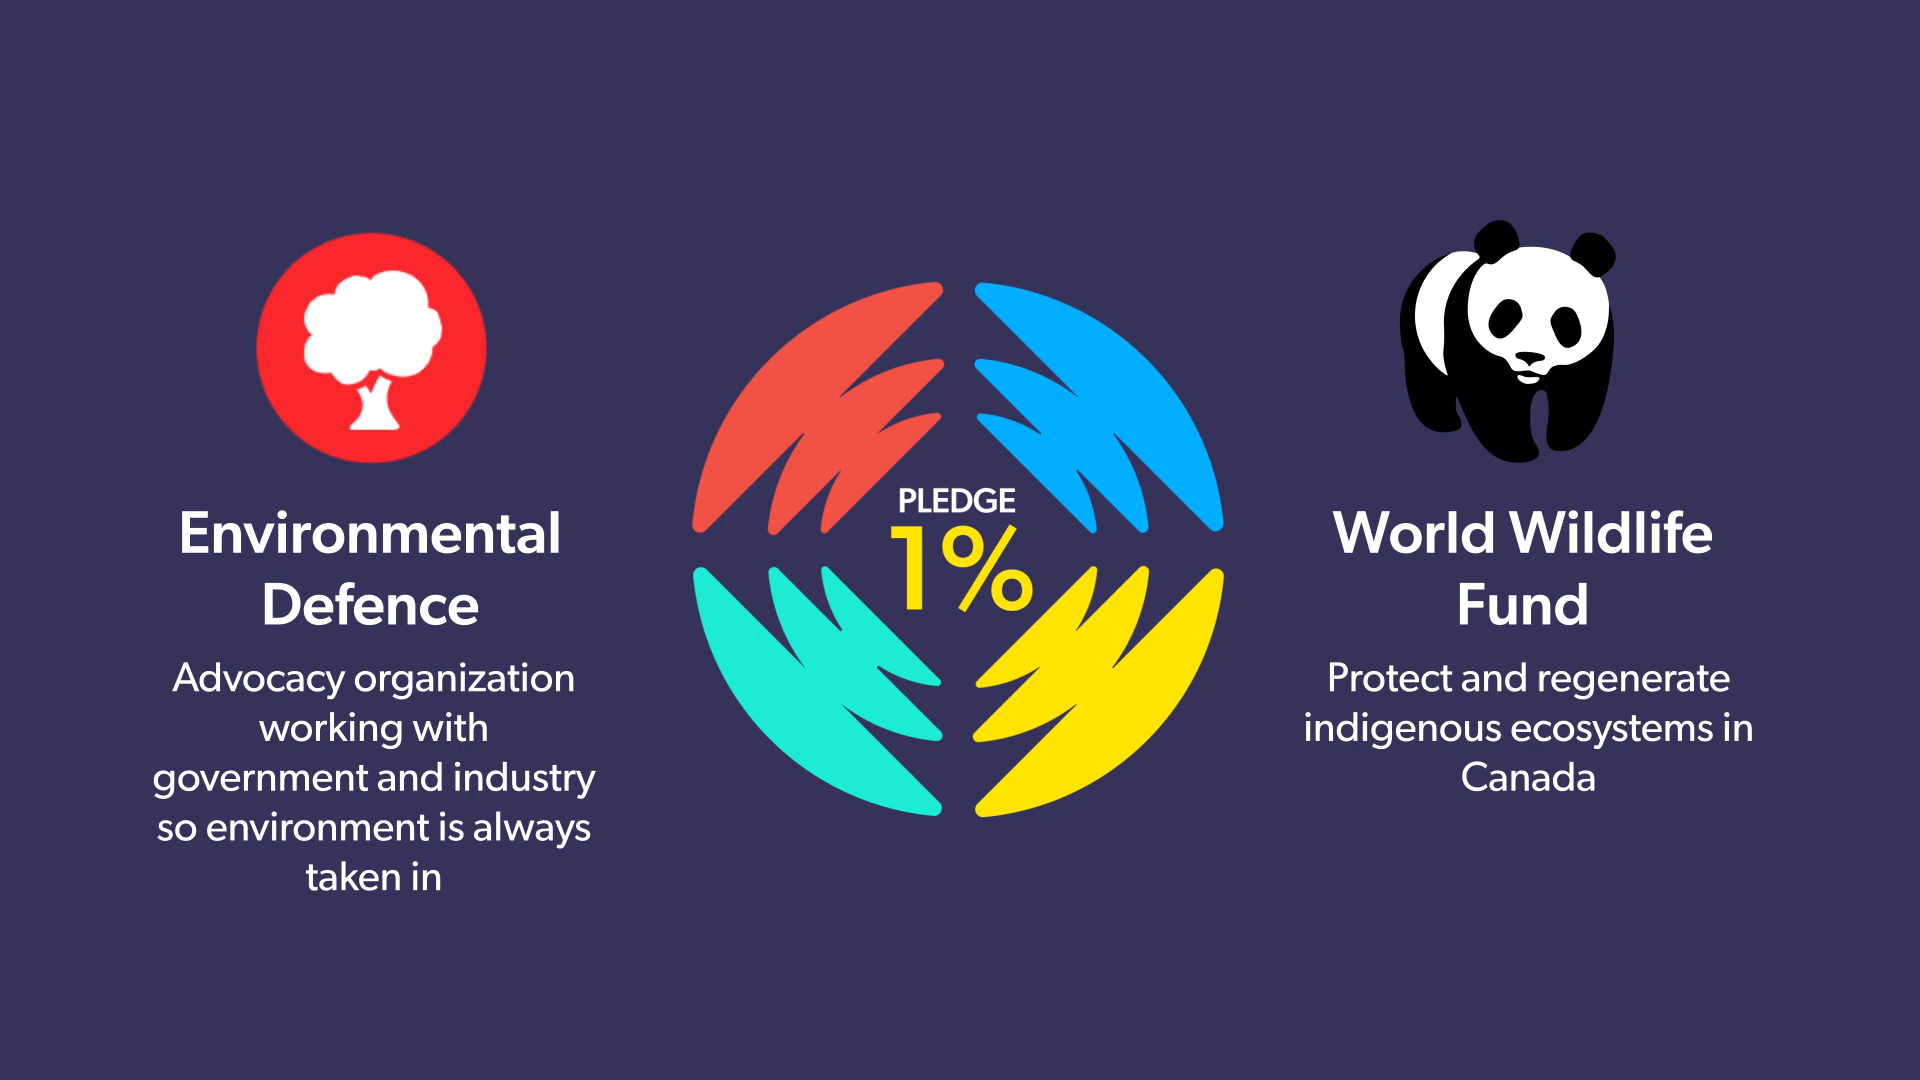 Environmental
Defence
Advocacy organization
working with
government and industry
so environment is always
taken in
PLEDGE
1%
World Wildlife
Fund
Protect and regenerate
indigenous ecosystems in
Canada